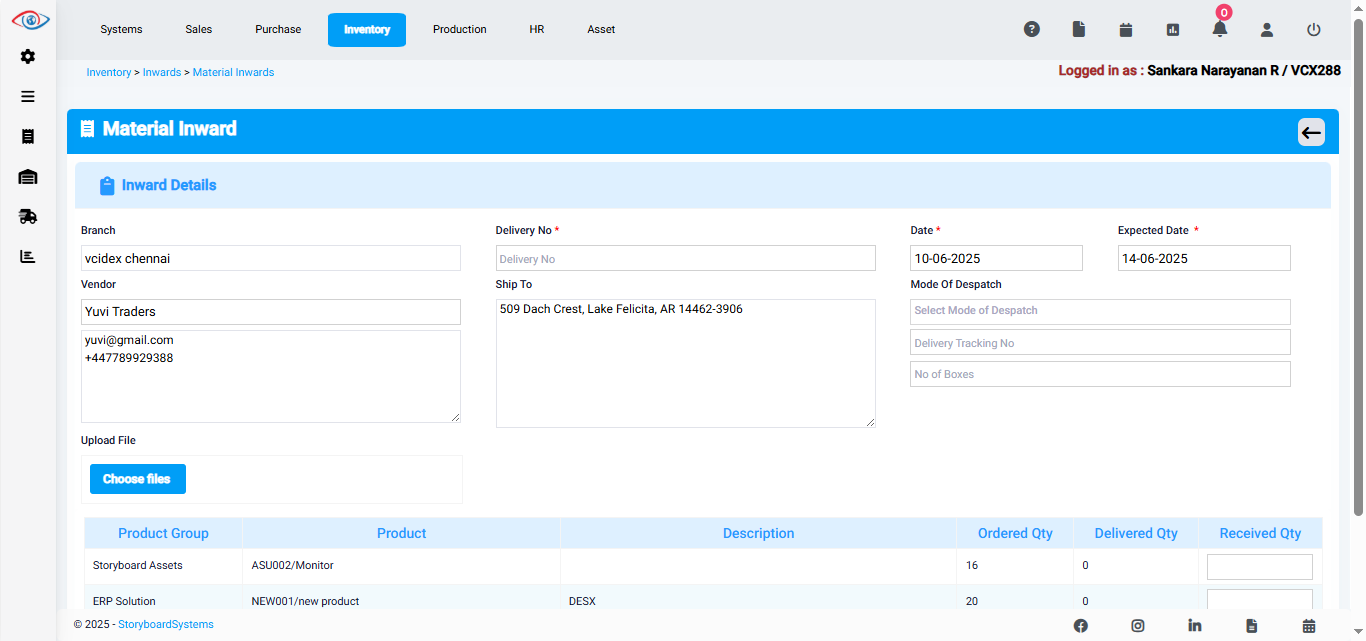 Systems Sales Purchase Inventory Production HR Asset 0
Inventory > Inwards > Material Inwards Logged in as : Sankara Narayanan R / VCX288
Material Inward
Inward Details
Branch Delivery No * Date * Expected Date *
vcidex chennai Delivery No 10-06-2025 14-06-2025
Vendor Ship To Mode Of Despatch
Yuvi Traders 509 Dach Crest, Lake Felicita, AR 14462-3906 Select Mode of Despatch
yuvi@gmail.com Delivery Tracking No
+447789929388
No of Boxes
Upload File
Choose files
Product Group Product Description Ordered Qty Delivered Qty Received Qty
Storyboard Assets ASU002/Monitor 16 0
ERP Solution NEW001/new product DESX 20 0
© 2025 - StoryboardSystems